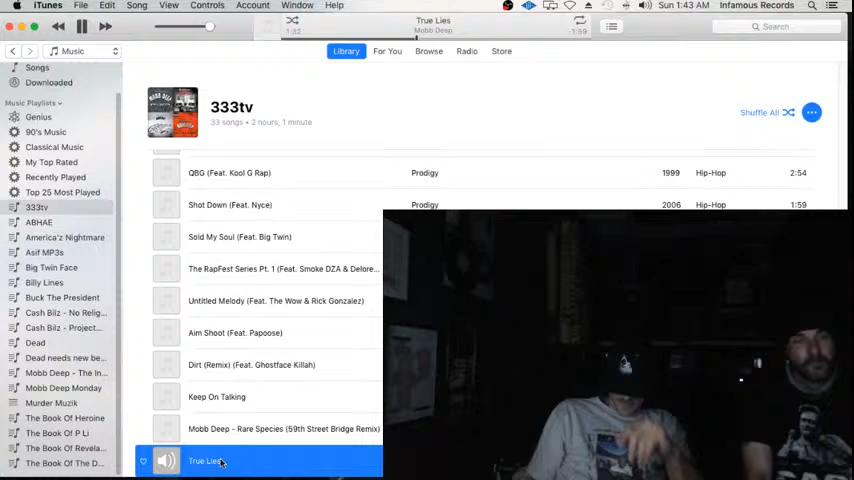 iTunes File Edit Song View Controls Account Window Help Sun 1:43 AM Infamous Records
True Lies
Mobb Deep
1:32 -1:59
Search
Music Library For You Browse Radio Store
Songs
Downloaded
Music Playlists
Genius
90's Music
Classical Music
My Top Rated
Recently Played
Top 25 Most Played
333tv
ABHAE
America'z Nightmare
Asif MP3s
Big Twin Face
Billy Lines
Buck The President
Cash Bilz - No Relig...
Cash Bilz - Project...
Dead
Dead needs new be...
Mobb Deep - The In...
Mobb Deep Monday
Murder Muzik
The Book Of Heroine
The Book Of P Li
The Book Of Revela...
The Book Of The D...
333tv
33 songs • 2 hours, 1 minute
Shuffle All
QBG (Feat. Kool G Rap) Prodigy 1999 Hip-Hop 2:54
Shot Down (Feat. Nyce) Prodigy 2006 Hip-Hop 1:59
Sold My Soul (Feat. Big Twin)
The RapFest Series Pt. 1 (Feat. Smoke DZA & Delore...
Untitled Melody (Feat. The Wow & Rick Gonzalez)
Aim Shoot (Feat. Papoose)
Dirt (Remix) (Feat. Ghostface Killah)
Keep On Talking
Mobb Deep - Rare Species (59th Street Bridge Remix)
True Lies